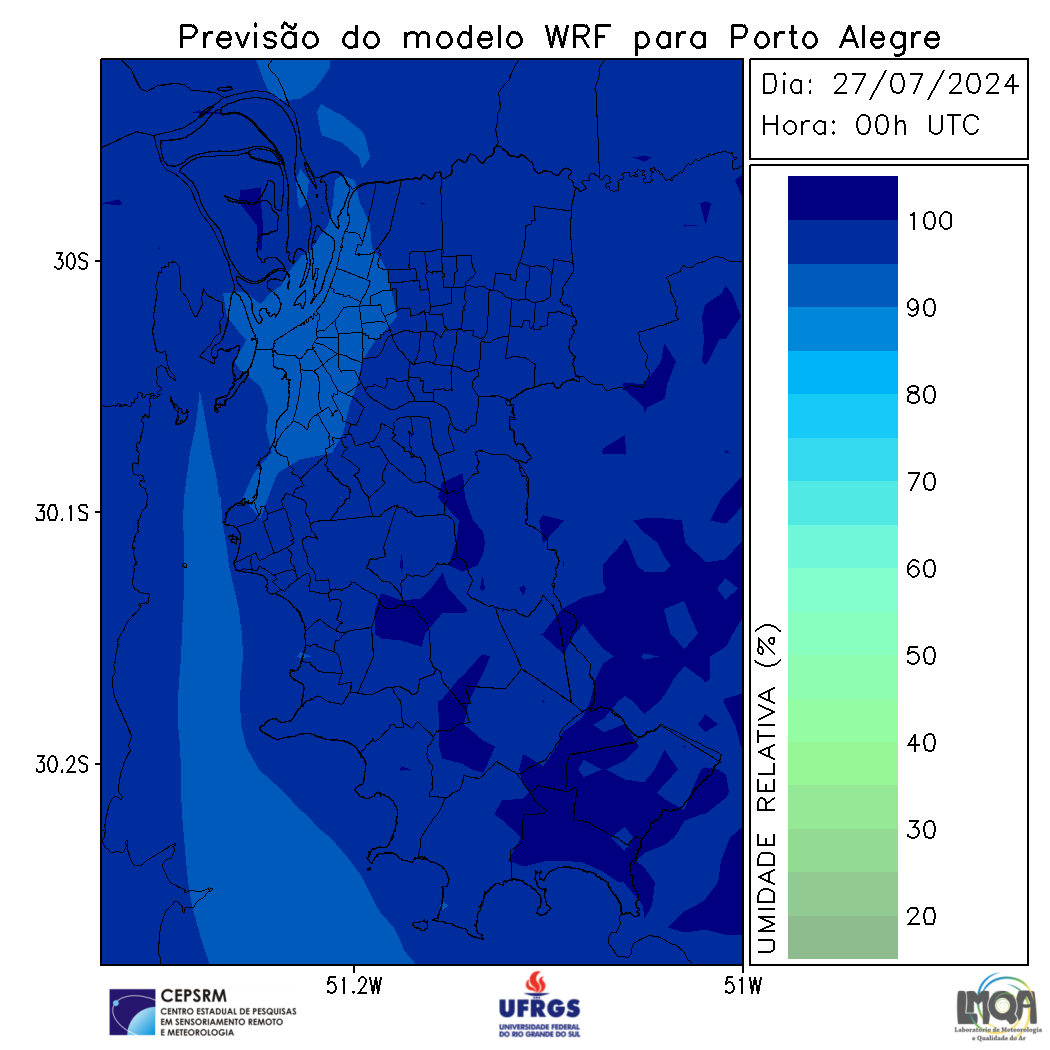 Previsão do modelo WRF para Porto Alegre
Dia: 27/07/2024
Hora: 00h UTC
30S
30.1S
30.2S
51.2W
51W
UMIDADE RELATIVA (%)
100
90
80
70
60
50
40
30
20
CEPSRM
CENTRO ESTADUAL DE PESQUISAS
EM SENSORIAMENTO REMOTO
E METEOROLOGIA
UFRGS
UNIVERSIDADE FEDERAL
DO RIO GRANDE DO SUL
LMQA
Laboratório de Meteorologia
e Qualidade do Ar